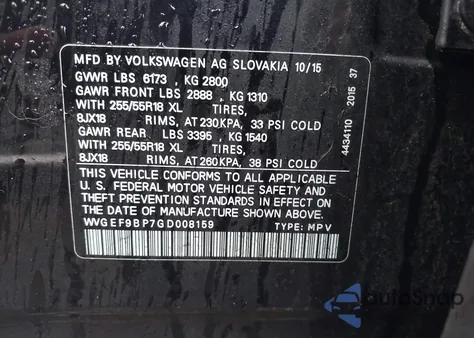 MFD BY VOLKSWAGEN AG SLOVAKIA 10/15
GVWR LBS 6173 , KG 2800
GAWR FRONT LBS 2888 , KG 1310
WITH 255/55R18 XL TIRES,
8JX18 RIMS, AT 230KPA, 33 PSI COLD
GAWR REAR LBS 3395 , KG 1540
WITH 255/55R18 XL TIRES,
8JX18 RIMS, AT 260KPA, 38 PSI COLD
THIS VEHICLE CONFORMS TO ALL APPLICABLE
U. S. FEDERAL MOTOR VEHICLE SAFETY AND
THEFT PREVENTION STANDARDS IN EFFECT ON
THE DATE OF MANUFACTURE SHOWN ABOVE.
WVGEF9BP7GD008159 TYPE: MPV
4434110 2015 37
autoSnap